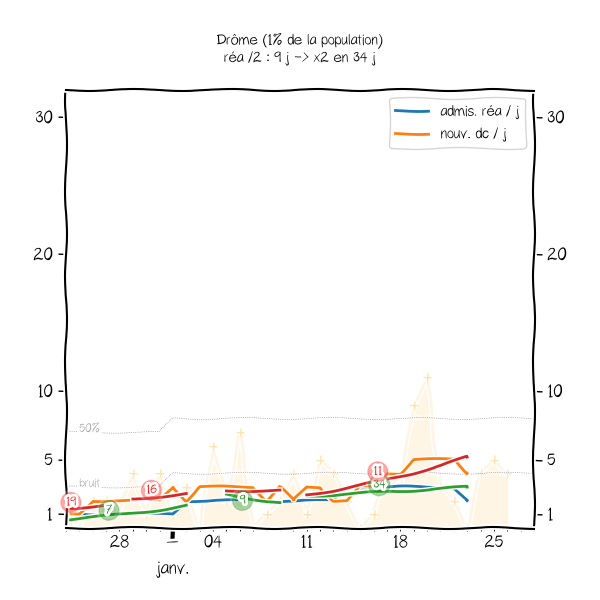 Drôme (1% de la population)
réa /2 : 9 j -> x2 en 34 j
admis. réa / j
nouv. dc / j
30 30
20 20
10 10
50%
5 5
bruit
11
34
19 16
7 9
1 1
28 1 04 11 18 25
janv.